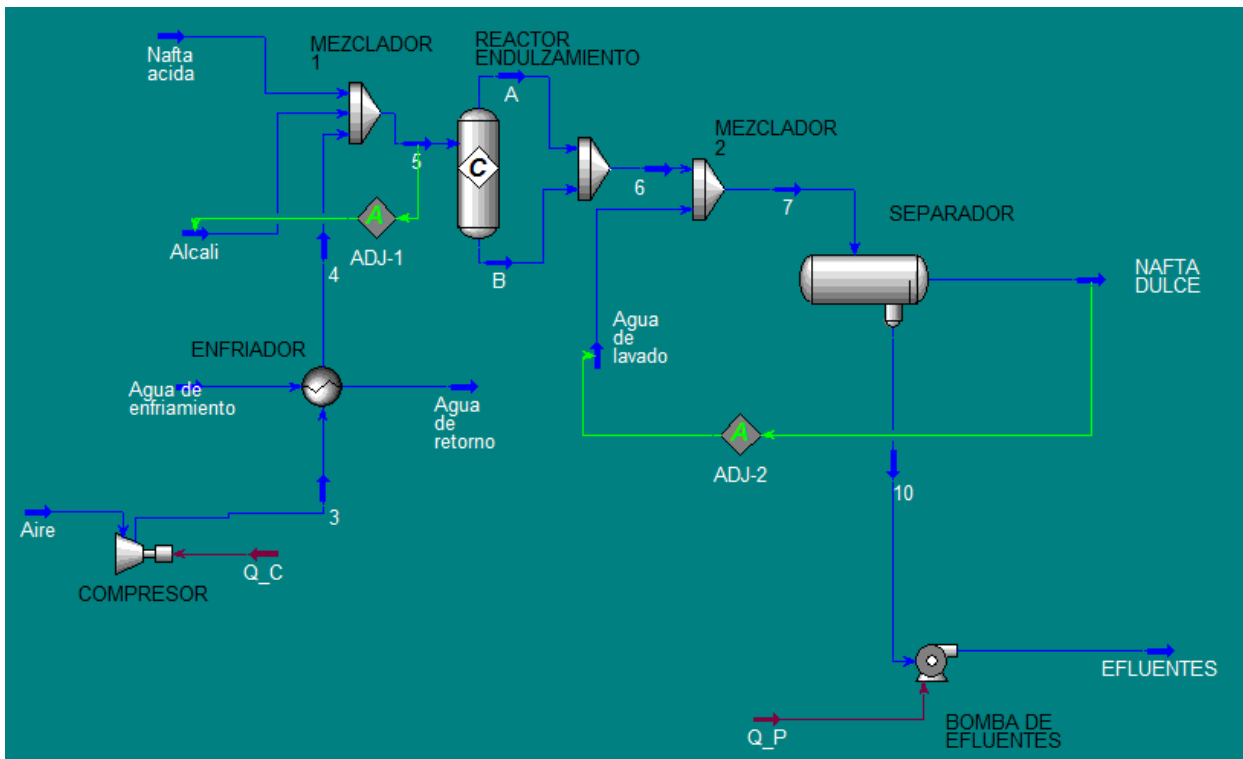 Nafta
acida
MEZCLADOR
1
REACTOR
ENDULZAMIENTO
A
C
5
MEZCLADOR
2
6
7
Alcali
A
ADJ-1
B
4
SEPARADOR
NAFTA
DULCE
Agua
de
lavado
ENFRIADOR
Agua de
enfriamiento
Agua
de
retorno
A
ADJ-2
10
3
Aire
Q_C
COMPRESOR
EFLUENTES
Q_P
BOMBA DE
EFLUENTES